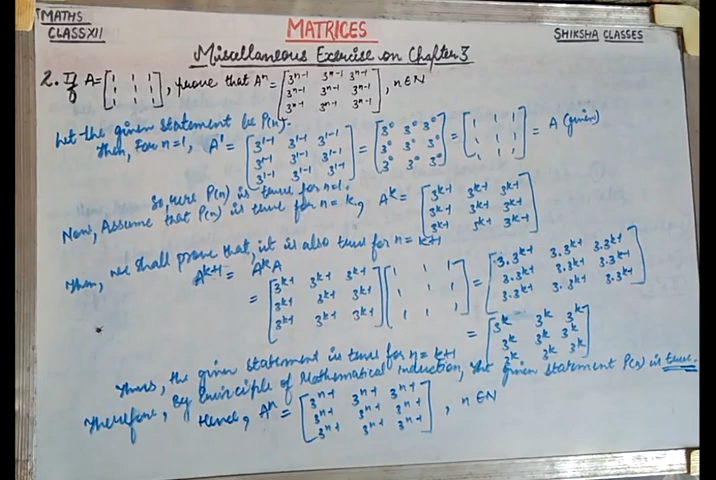 MATHS
CLASS XII
MATRICES
SHIKSHA CLASSES
Miscellaneous Exercise on Chapter 3
2. If A = [1 1 1; 1 1 1; 1 1 1], prove that Aⁿ = [3ⁿ⁻¹ 3ⁿ⁻¹ 3ⁿ⁻¹; 3ⁿ⁻¹ 3ⁿ⁻¹ 3ⁿ⁻¹; 3ⁿ⁻¹ 3ⁿ⁻¹ 3ⁿ⁻¹], n ∈ N
Let the given statement be P(n).
Then, For n=1, A¹ = [3¹⁻¹ 3¹⁻¹ 3¹⁻¹; 3¹⁻¹ 3¹⁻¹ 3¹⁻¹; 3¹⁻¹ 3¹⁻¹ 3¹⁻¹] = [3⁰ 3⁰ 3⁰; 3⁰ 3⁰ 3⁰; 3⁰ 3⁰ 3⁰] = [1 1 1; 1 1 1; 1 1 1] = A (given)
So, here P(n) is true for n=1.
Now, Assume that P(n) is true for n=k, Aᵏ = [3ᵏ⁻¹ 3ᵏ⁻¹ 3ᵏ⁻¹; 3ᵏ⁻¹ 3ᵏ⁻¹ 3ᵏ⁻¹; 3ᵏ⁻¹ 3ᵏ⁻¹ 3ᵏ⁻¹]
Then, we shall prove that, it is also true for n=k+1
Aᵏ⁺¹ = AᵏA
= [3ᵏ⁻¹ 3ᵏ⁻¹ 3ᵏ⁻¹; 3ᵏ⁻¹ 3ᵏ⁻¹ 3ᵏ⁻¹; 3ᵏ⁻¹ 3ᵏ⁻¹ 3ᵏ⁻¹] [1 1 1; 1 1 1; 1 1 1] = [3.3ᵏ⁻¹ 3.3ᵏ⁻¹ 3.3ᵏ⁻¹; 3.3ᵏ⁻¹ 3.3ᵏ⁻¹ 3.3ᵏ⁻¹; 3.3ᵏ⁻¹ 3.3ᵏ⁻¹ 3.3ᵏ⁻¹]
= [3ᵏ 3ᵏ 3ᵏ; 3ᵏ 3ᵏ 3ᵏ; 3ᵏ 3ᵏ 3ᵏ]
Thus, the given statement is true for n=k+1
Therefore, By Principle of Mathematical Induction, the given statement P(n) is true.
Hence, Aⁿ = [3ⁿ⁻¹ 3ⁿ⁻¹ 3ⁿ⁻¹; 3ⁿ⁻¹ 3ⁿ⁻¹ 3ⁿ⁻¹; 3ⁿ⁻¹ 3ⁿ⁻¹ 3ⁿ⁻¹], n ∈ N